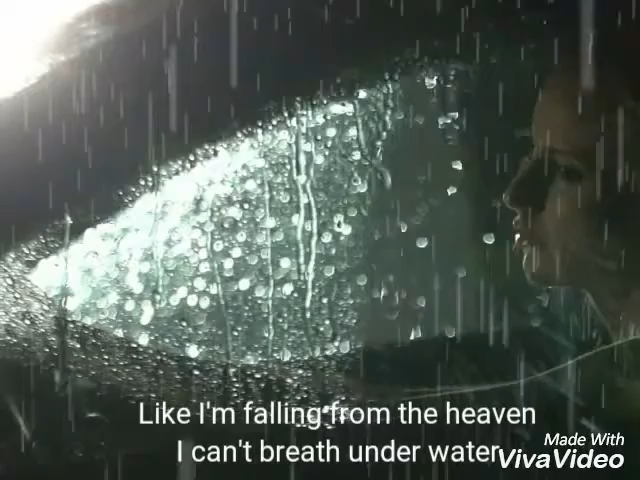 Like I'm falling from the heaven
I can't breath under water
Made With
VivaVideo